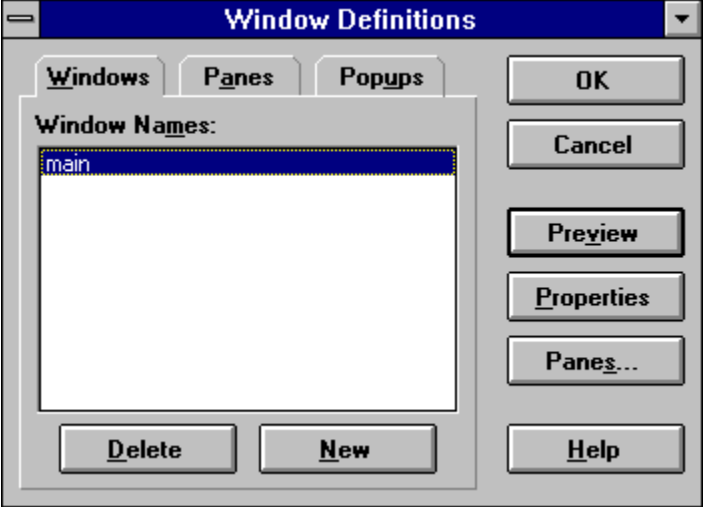 Window Definitions
Windows Panes Popups
Window Names:
main
Delete New
OK
Cancel
Preview
Properties
Panes...
Help